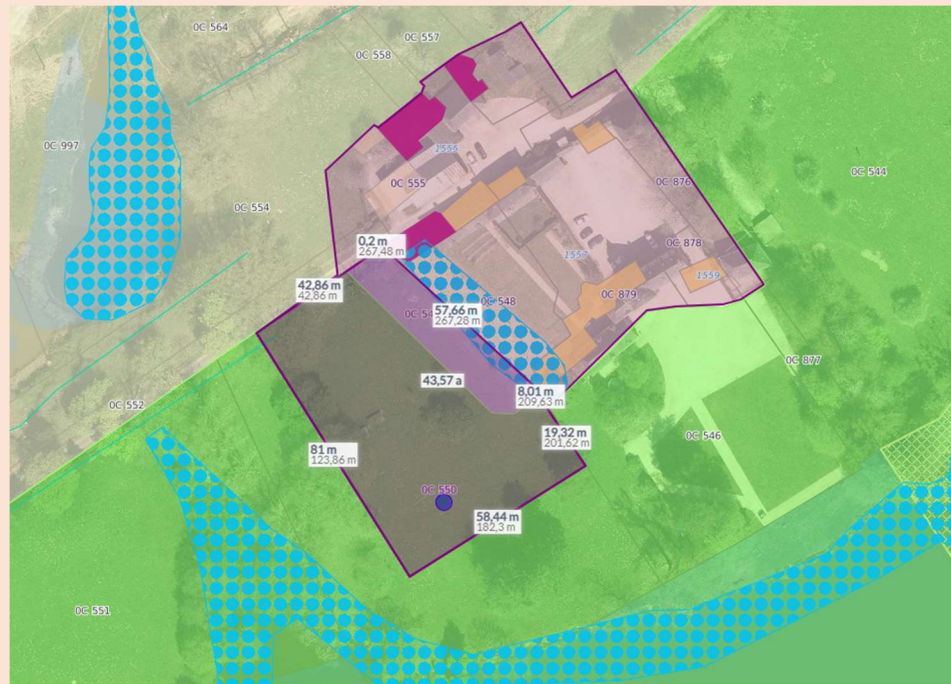 0C 564
0C 557
0C 558
0C 997
1555
0C 544
0C 555
0C 876
0C 554
0,2 m
267,48 m
0C 878
1557
1559
42,86 m
42,86 m
0C 879
0C 548
57,66 m
267,28 m
0C 877
43,57 a
8,01 m
209,63 m
0C 552
19,32 m
201,62 m
0C 546
81 m
123,86 m
0C 550
58,44 m
182,3 m
0C 551